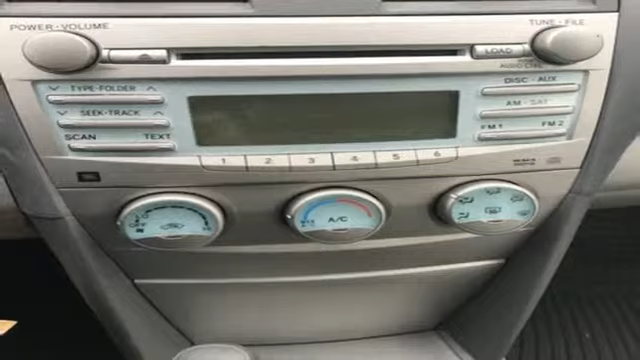 POWER·VOLUME
TUNE·FILE
LOAD
TYPE·FOLDER
DISC·AUX
SEEK·TRACK
AM·SAT
SCAN TEXT
FM1 FM2
1 2 3 4 5 6
OFF
A/C